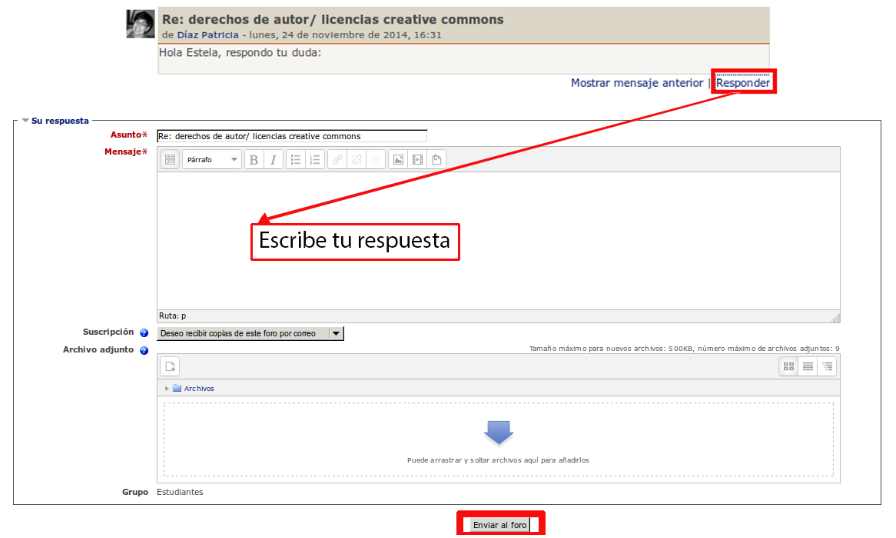 Re: derechos de autor/ licencias creative commons
de Díaz Patricia - lunes, 24 de noviembre de 2014, 16:31
Hola Estela, respondo tu duda:
Mostrar mensaje anterior | Responder
Su respuesta
Asunto* Re: derechos de autor/ licencias creative commons
Mensaje*
Párrafo B I
Escribe tu respuesta
Ruta: p
Suscripción Deseo recibir copias de este foro por correo
Archivo adjunto Tamaño máximo para nuevos archivos: 500KB, número máximo de archivos adjuntos: 9
Archivos
Puede arrastrar y soltar archivos aquí para añadirlos
Grupo Estudiantes
Enviar al foro